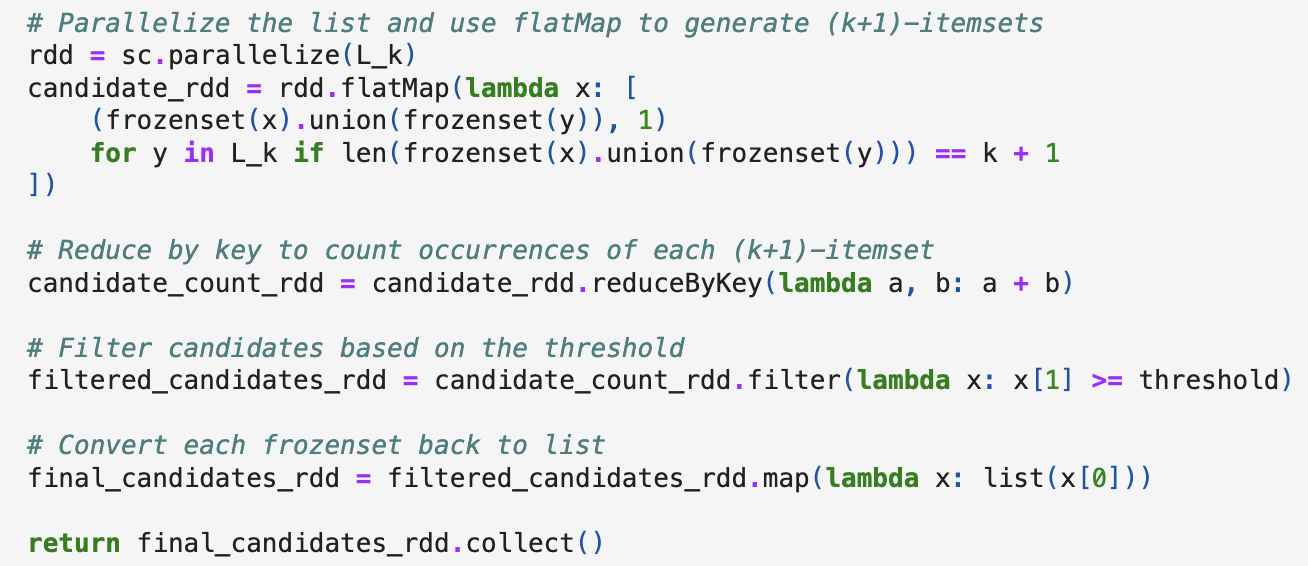 # Parallelize the list and use flatMap to generate (k+1)-itemsets
rdd = sc.parallelize(L_k)
candidate_rdd = rdd.flatMap(lambda x: [
    (frozenset(x).union(frozenset(y)), 1)
    for y in L_k if len(frozenset(x).union(frozenset(y))) == k + 1
])

# Reduce by key to count occurrences of each (k+1)-itemset
candidate_count_rdd = candidate_rdd.reduceByKey(lambda a, b: a + b)

# Filter candidates based on the threshold
filtered_candidates_rdd = candidate_count_rdd.filter(lambda x: x[1] >= threshold)

# Convert each frozenset back to list
final_candidates_rdd = filtered_candidates_rdd.map(lambda x: list(x[0]))

return final_candidates_rdd.collect()